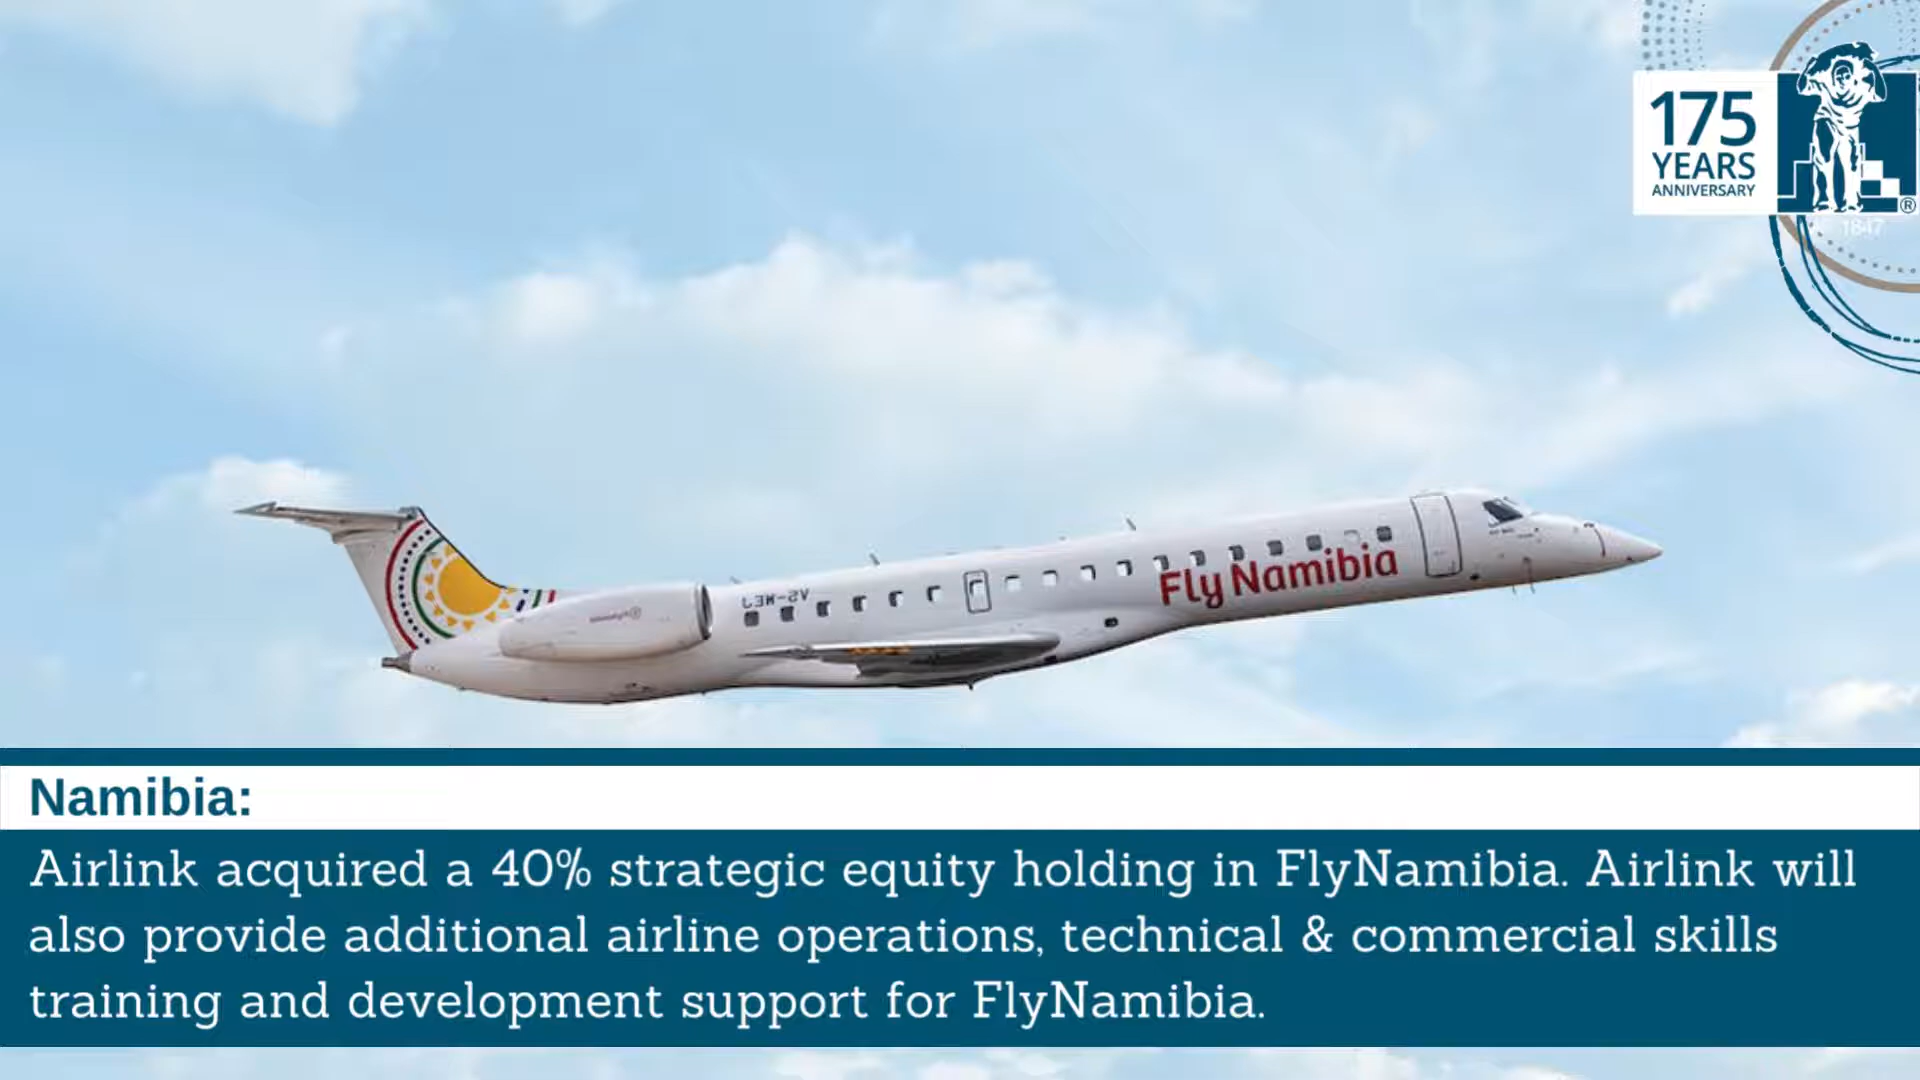 175
YEARS
ANNIVERSARY
®
1847
Fly Namibia
Namibia:
Airlink acquired a 40% strategic equity holding in FlyNamibia. Airlink will
also provide additional airline operations, technical & commercial skills
training and development support for FlyNamibia.